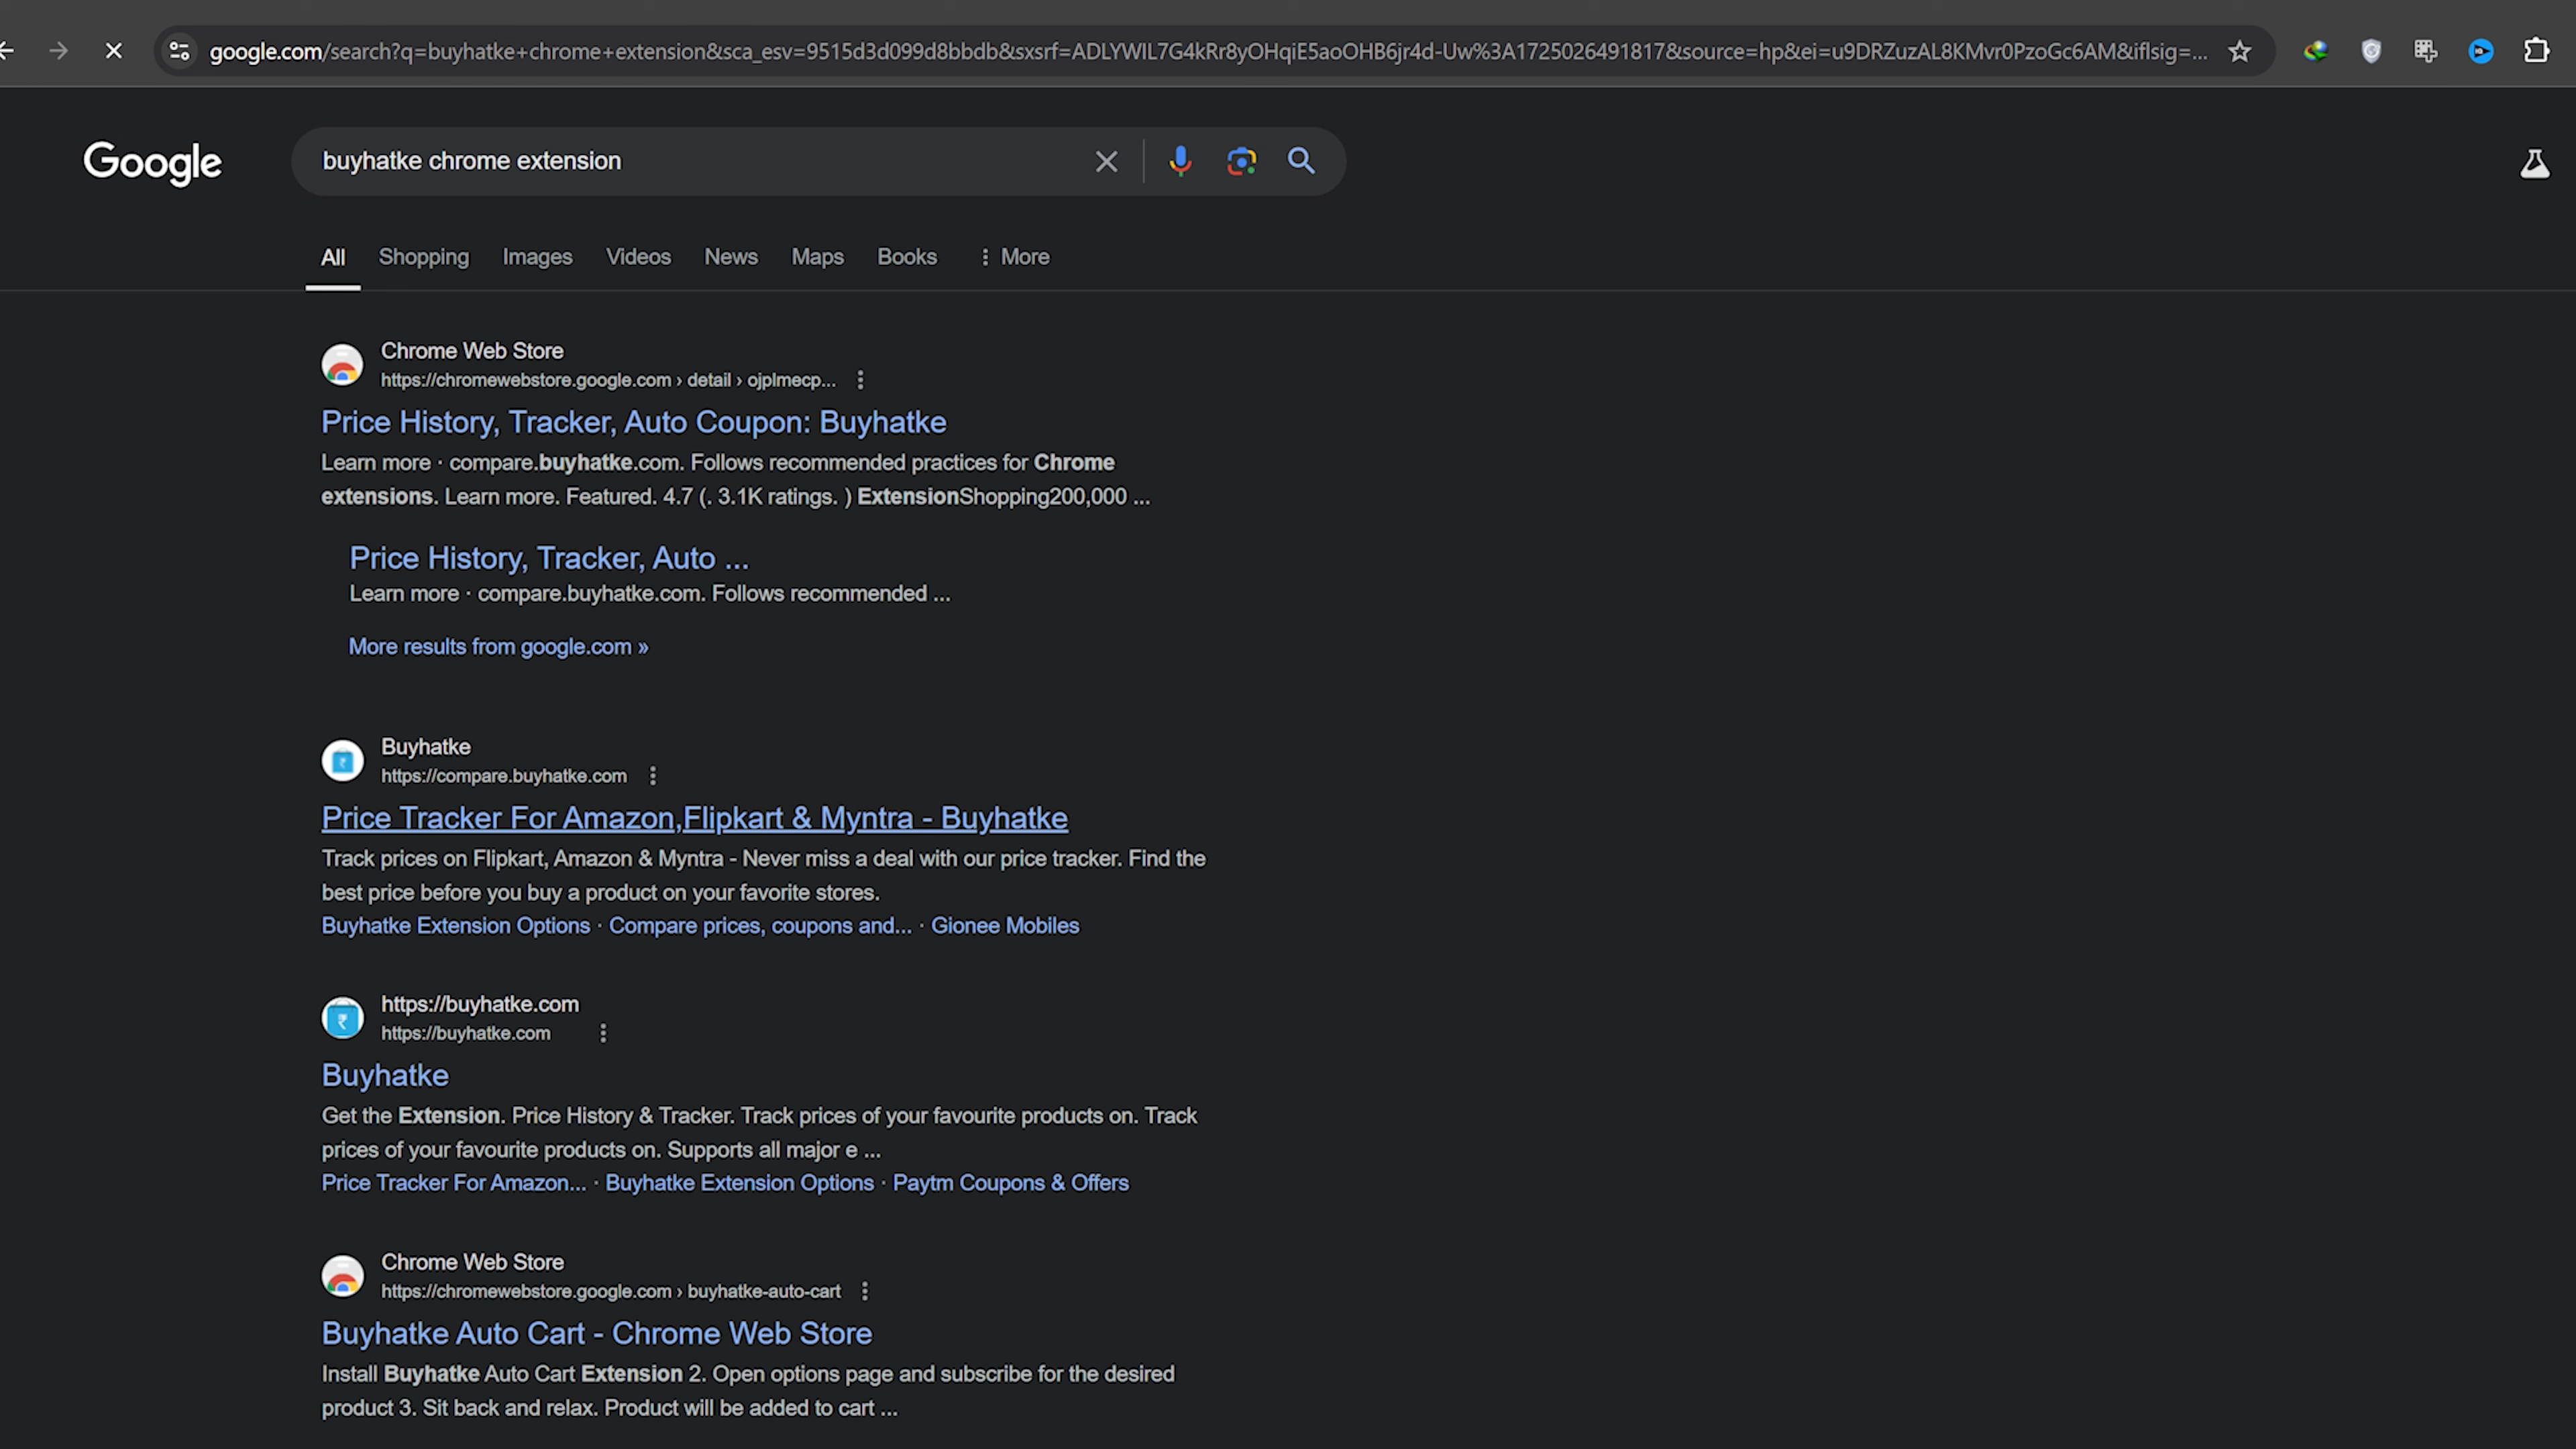 google.com/search?q=buyhatke+chrome+extension&sca_esv=9515d3d099d8bbdb&sxsrf=ADLYWIL7G4kRr8yOHqiE5aoOHB6jr4d-Uw%3A1725026491817&source=hp&ei=u9DRZuzAL8KMvr0PzoGc6AM&iflsig=...
Google
buyhatke chrome extension
All Shopping Images Videos News Maps Books More
Chrome Web Store
https://chromewebstore.google.com › detail › ojplmecp...
Price History, Tracker, Auto Coupon: Buyhatke
Learn more · compare.buyhatke.com. Follows recommended practices for Chrome
extensions. Learn more. Featured. 4.7 (. 3.1K ratings. ) ExtensionShopping200,000 ...
Price History, Tracker, Auto ...
Learn more · compare.buyhatke.com. Follows recommended ...
More results from google.com »
Buyhatke
https://compare.buyhatke.com
Price Tracker For Amazon,Flipkart & Myntra - Buyhatke
Track prices on Flipkart, Amazon & Myntra - Never miss a deal with our price tracker. Find the
best price before you buy a product on your favorite stores.
Buyhatke Extension Options · Compare prices, coupons and... · Gionee Mobiles
https://buyhatke.com
https://buyhatke.com
Buyhatke
Get the Extension. Price History & Tracker. Track prices of your favourite products on. Track
prices of your favourite products on. Supports all major e ...
Price Tracker For Amazon... · Buyhatke Extension Options · Paytm Coupons & Offers
Chrome Web Store
https://chromewebstore.google.com › buyhatke-auto-cart
Buyhatke Auto Cart - Chrome Web Store
Install Buyhatke Auto Cart Extension 2. Open options page and subscribe for the desired
product 3. Sit back and relax. Product will be added to cart ...